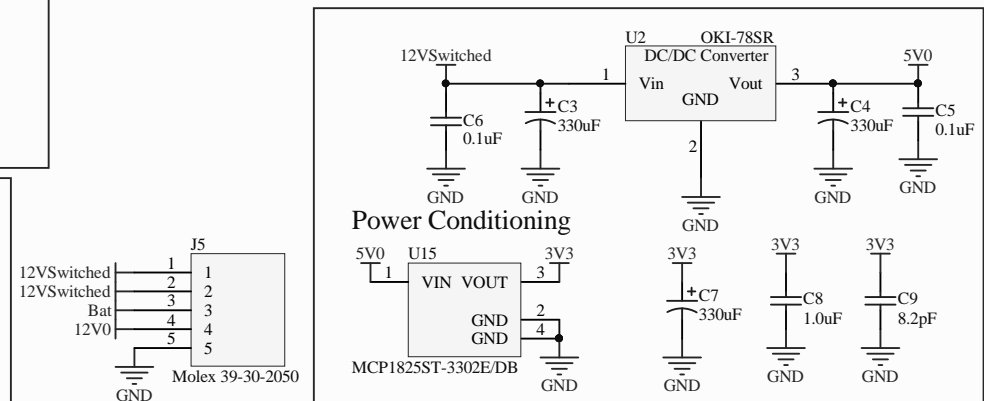 U2 OKI-78SR
12VSwitched DC/DC Converter 5V0
1 Vin Vout 3
GND
+ C3
330uF
+ C4
330uF
C5
0.1uF
C6
0.1uF
2
GND GND GND GND GND
Power Conditioning
5V0 U15 3V3
1 VIN VOUT 3
GND 2
GND 4
MCP1825ST-3302E/DB
GND
3V3
+ C7
330uF
GND
3V3
C8
1.0uF
GND
3V3
C9
8.2pF
GND
J5
12VSwitched 1 1
12VSwitched 2 2
Bat 3 3
12V0 4 4
5 5
Molex 39-30-2050
GND